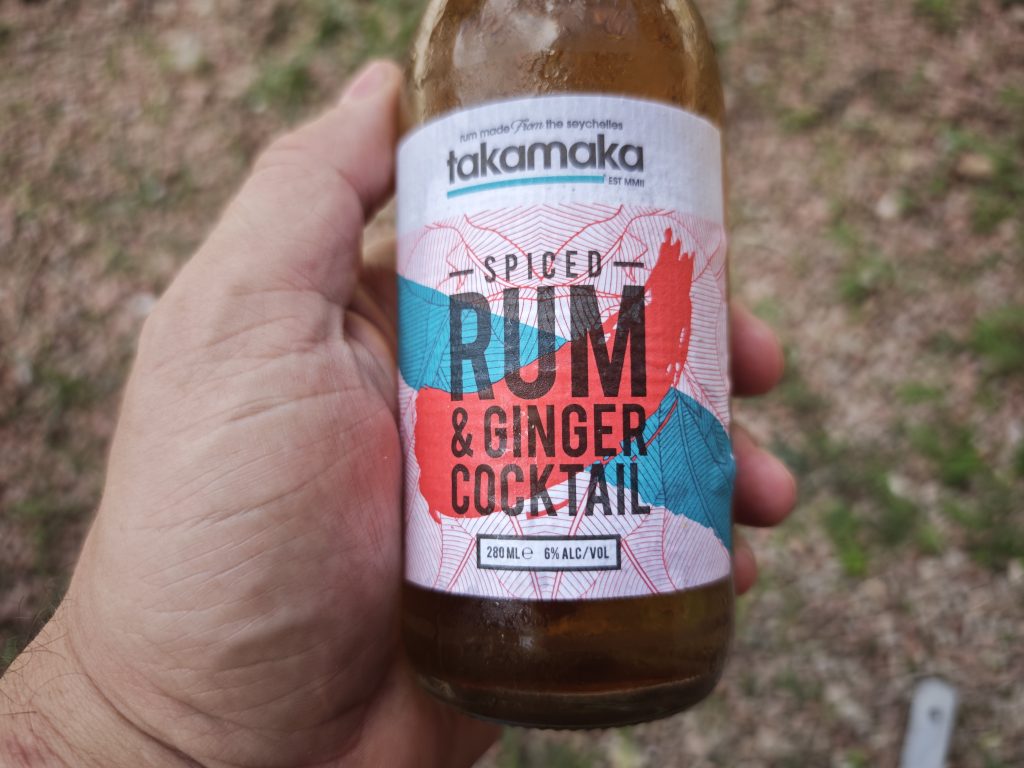 rum made From the seychelles
takamaka
EST MMII
SPICED
RUM
& GINGER
COCKTAIL
280 ML ℮ 6% ALC/VOL